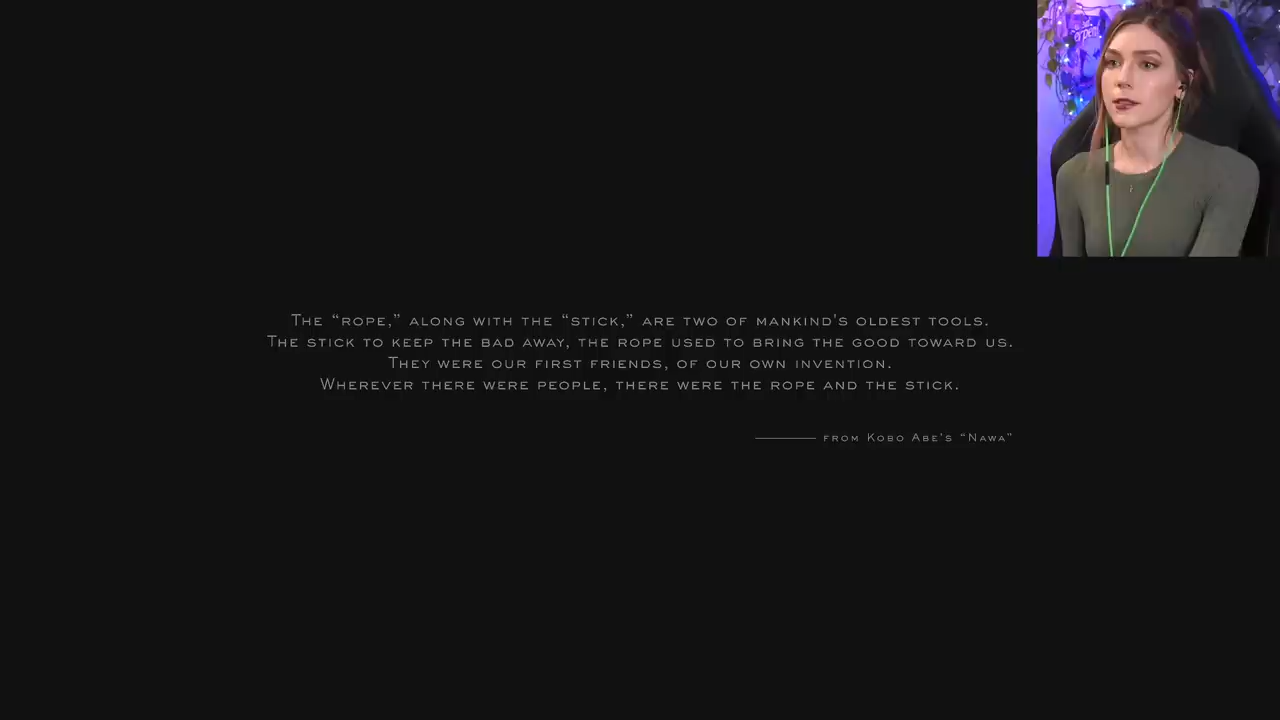 The “rope,” along with the “stick,” are two of mankind's oldest tools.
The stick to keep the bad away, the rope used to bring the good toward us.
They were our first friends, of our own invention.
Wherever there were people, there were the rope and the stick.
from Kobo Abe's “Nawa”